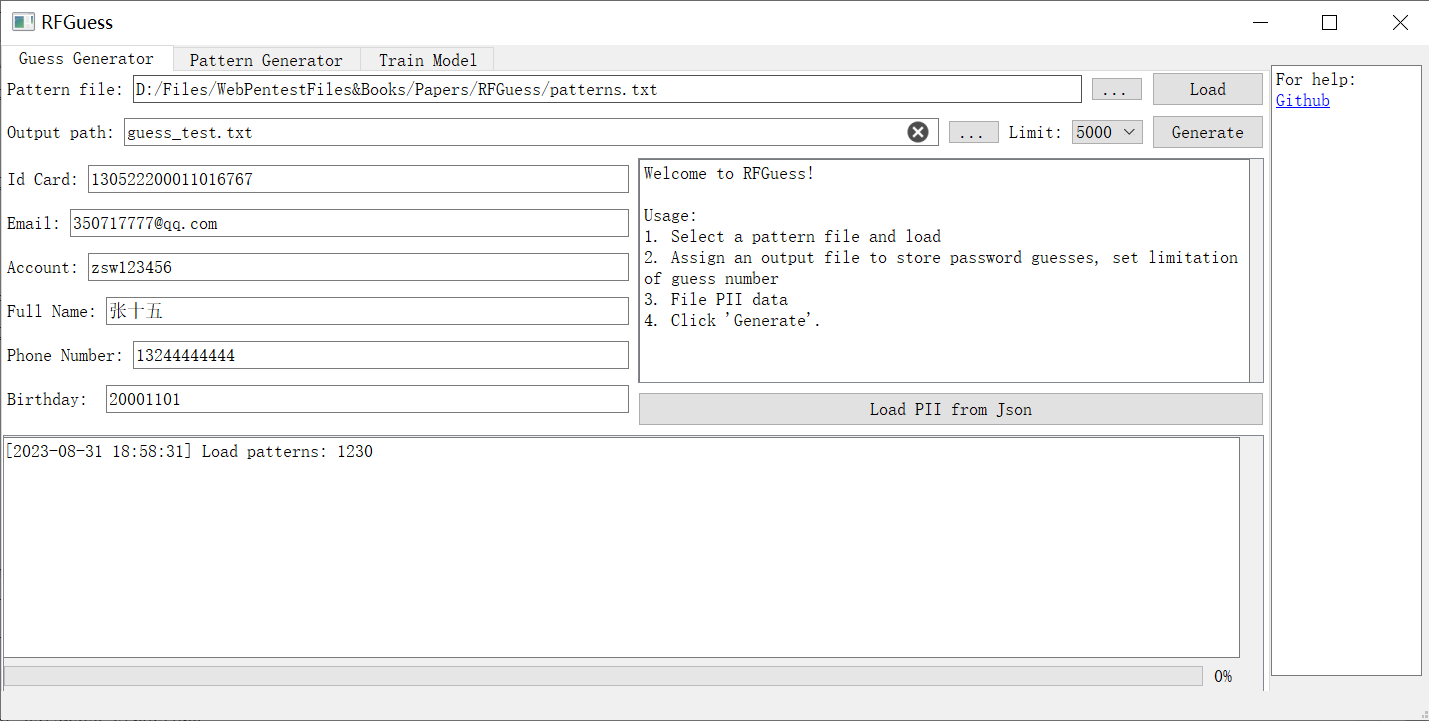 RFGuess
Guess Generator Pattern Generator Train Model
Pattern file: D:/Files/WebPentestFiles&Books/Papers/RFGuess/patterns.txt ... Load
Output path: guess_test.txt ... Limit: 5000 Generate
Id Card: 130522200011016767
Email: 350717777@qq.com
Account: zsw123456
Full Name: 张十五
Phone Number: 13244444444
Birthday: 20001101
Welcome to RFGuess!
Usage:
1. Select a pattern file and load
2. Assign an output file to store password guesses, set limitation
of guess number
3. File PII data
4. Click 'Generate'.
Load PII from Json
[2023-08-31 18:58:31] Load patterns: 1230
0%
For help:
Github